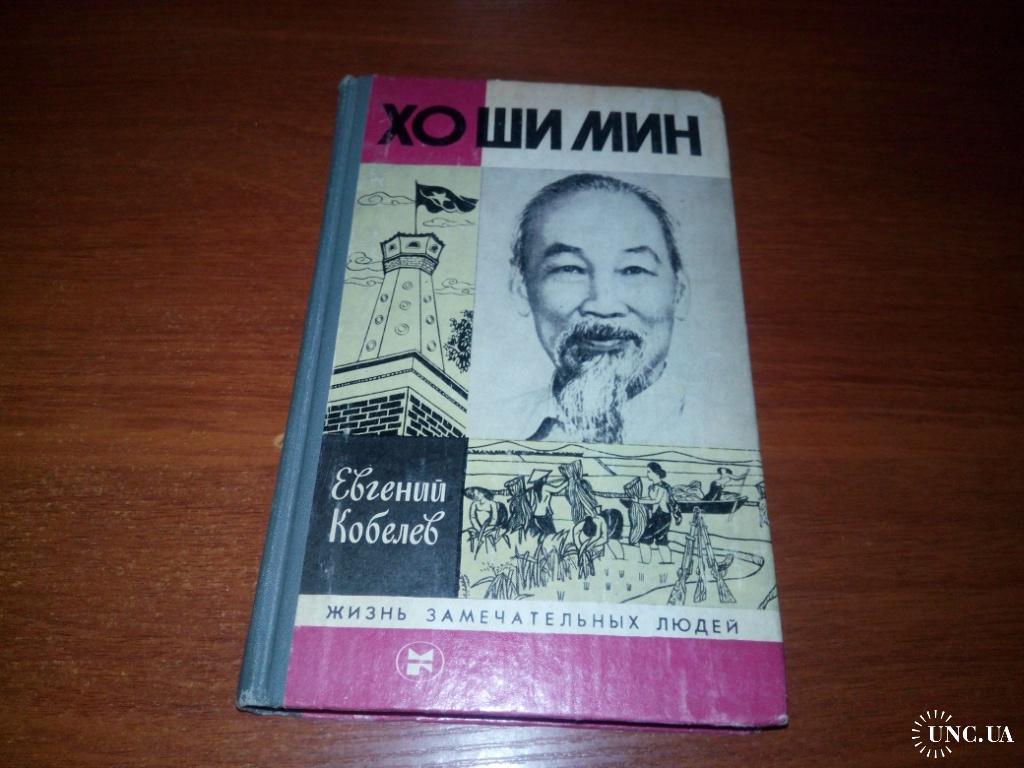 ХО ШИ МИН
Евгений
Кобелев
ЖИЗНЬ ЗАМЕЧАТЕЛЬНЫХ ЛЮДЕЙ
UNC.UA